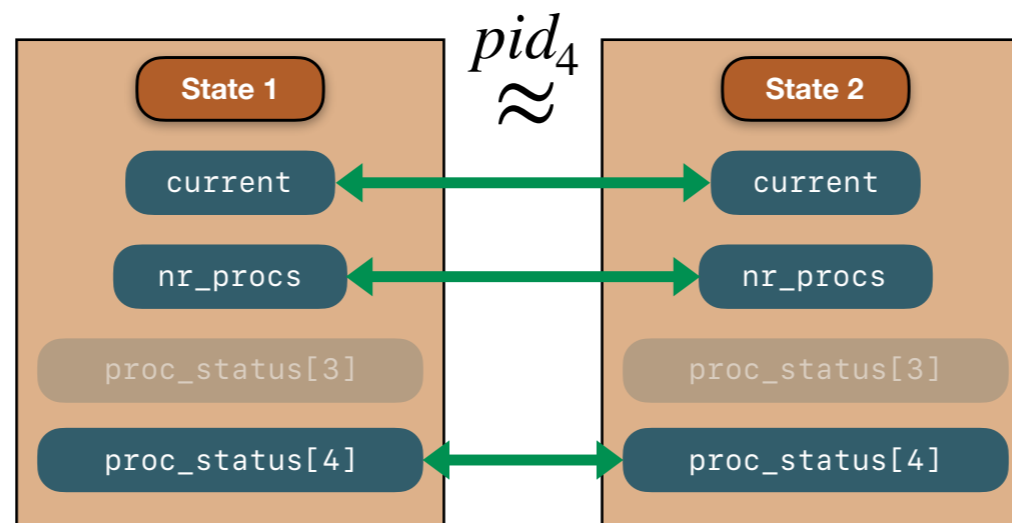 State 1
pid₄
≈
State 2
current
current
nr_procs
nr_procs
proc_status[3]
proc_status[3]
proc_status[4]
proc_status[4]